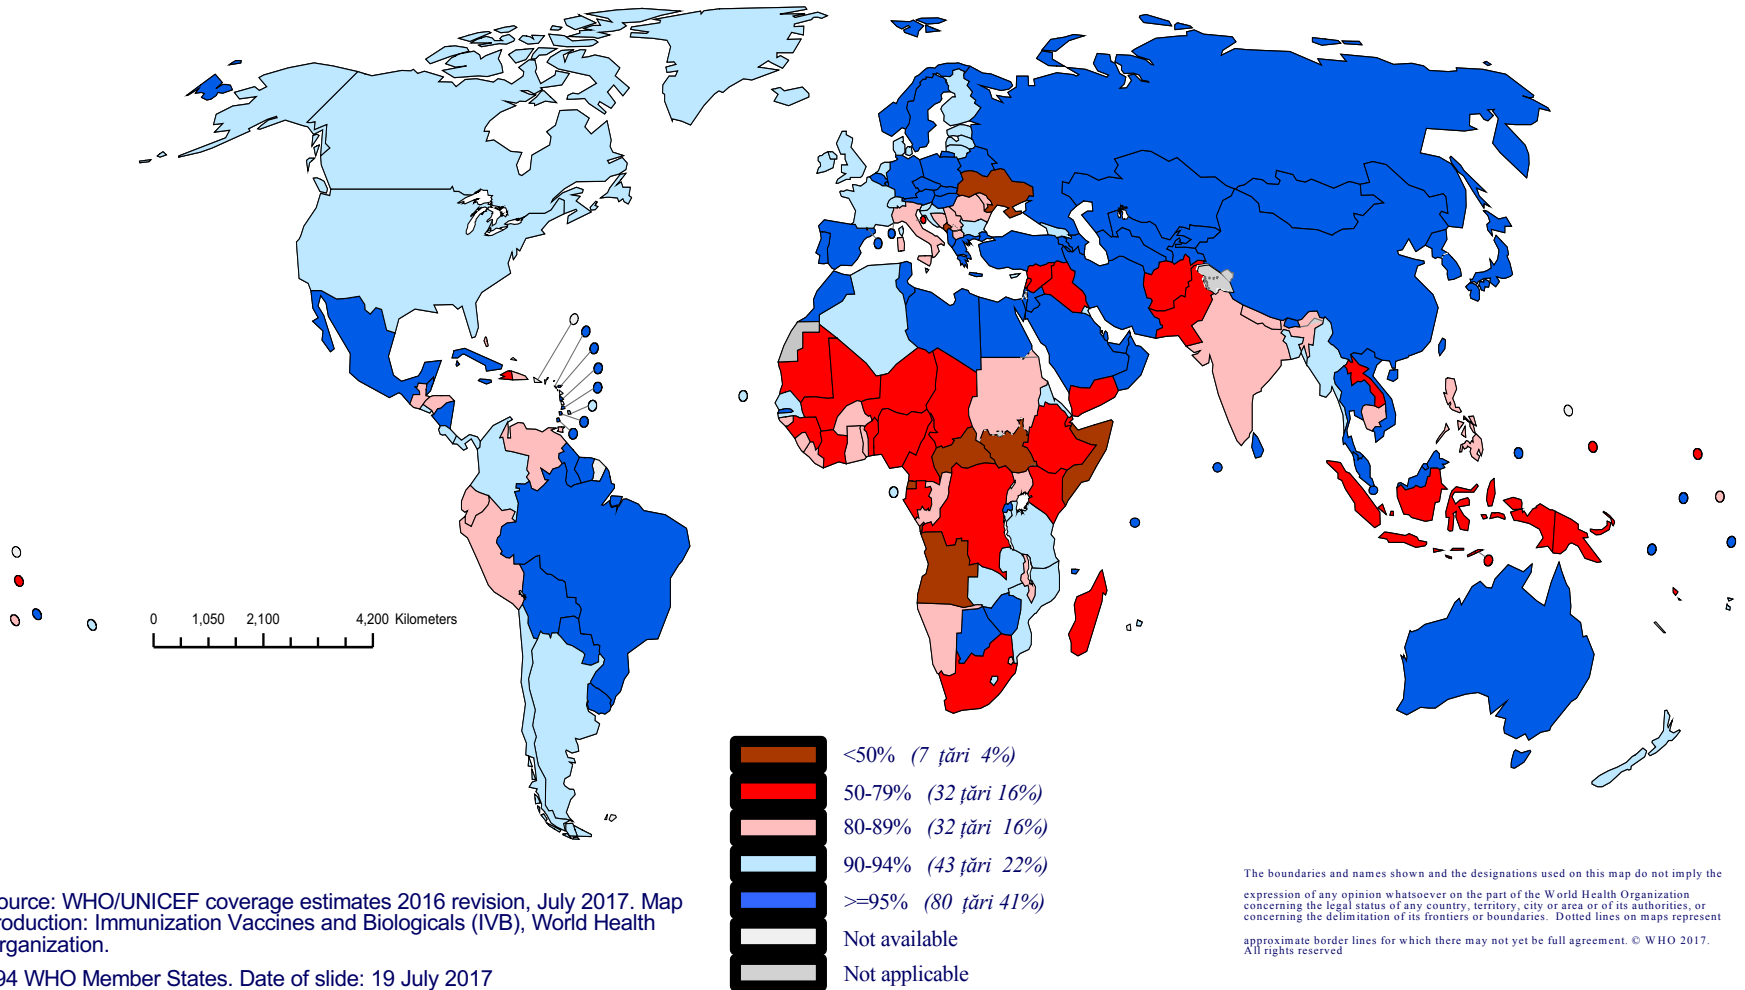 0 1,050 2,100 4,200 Kilometers
<50% (7 țări 4%)
50-79% (32 țări 16%)
80-89% (32 țări 16%)
90-94% (43 țări 22%)
>=95% (80 țări 41%)
Not available
Not applicable
ource: WHO/UNICEF coverage estimates 2016 revision, July 2017. Map
roduction: Immunization Vaccines and Biologicals (IVB), World Health
rganization.
94 WHO Member States. Date of slide: 19 July 2017
The boundaries and names shown and the designations used on this map do not imply the
expression of any opinion whatsoever on the part of the World Health Organization
concerning the legal status of any country, territory, city or area or of its authorities, or
concerning the delimitation of its frontiers or boundaries. Dotted lines on maps represent
approximate border lines for which there may not yet be full agreement. © WHO 2017.
All rights reserved